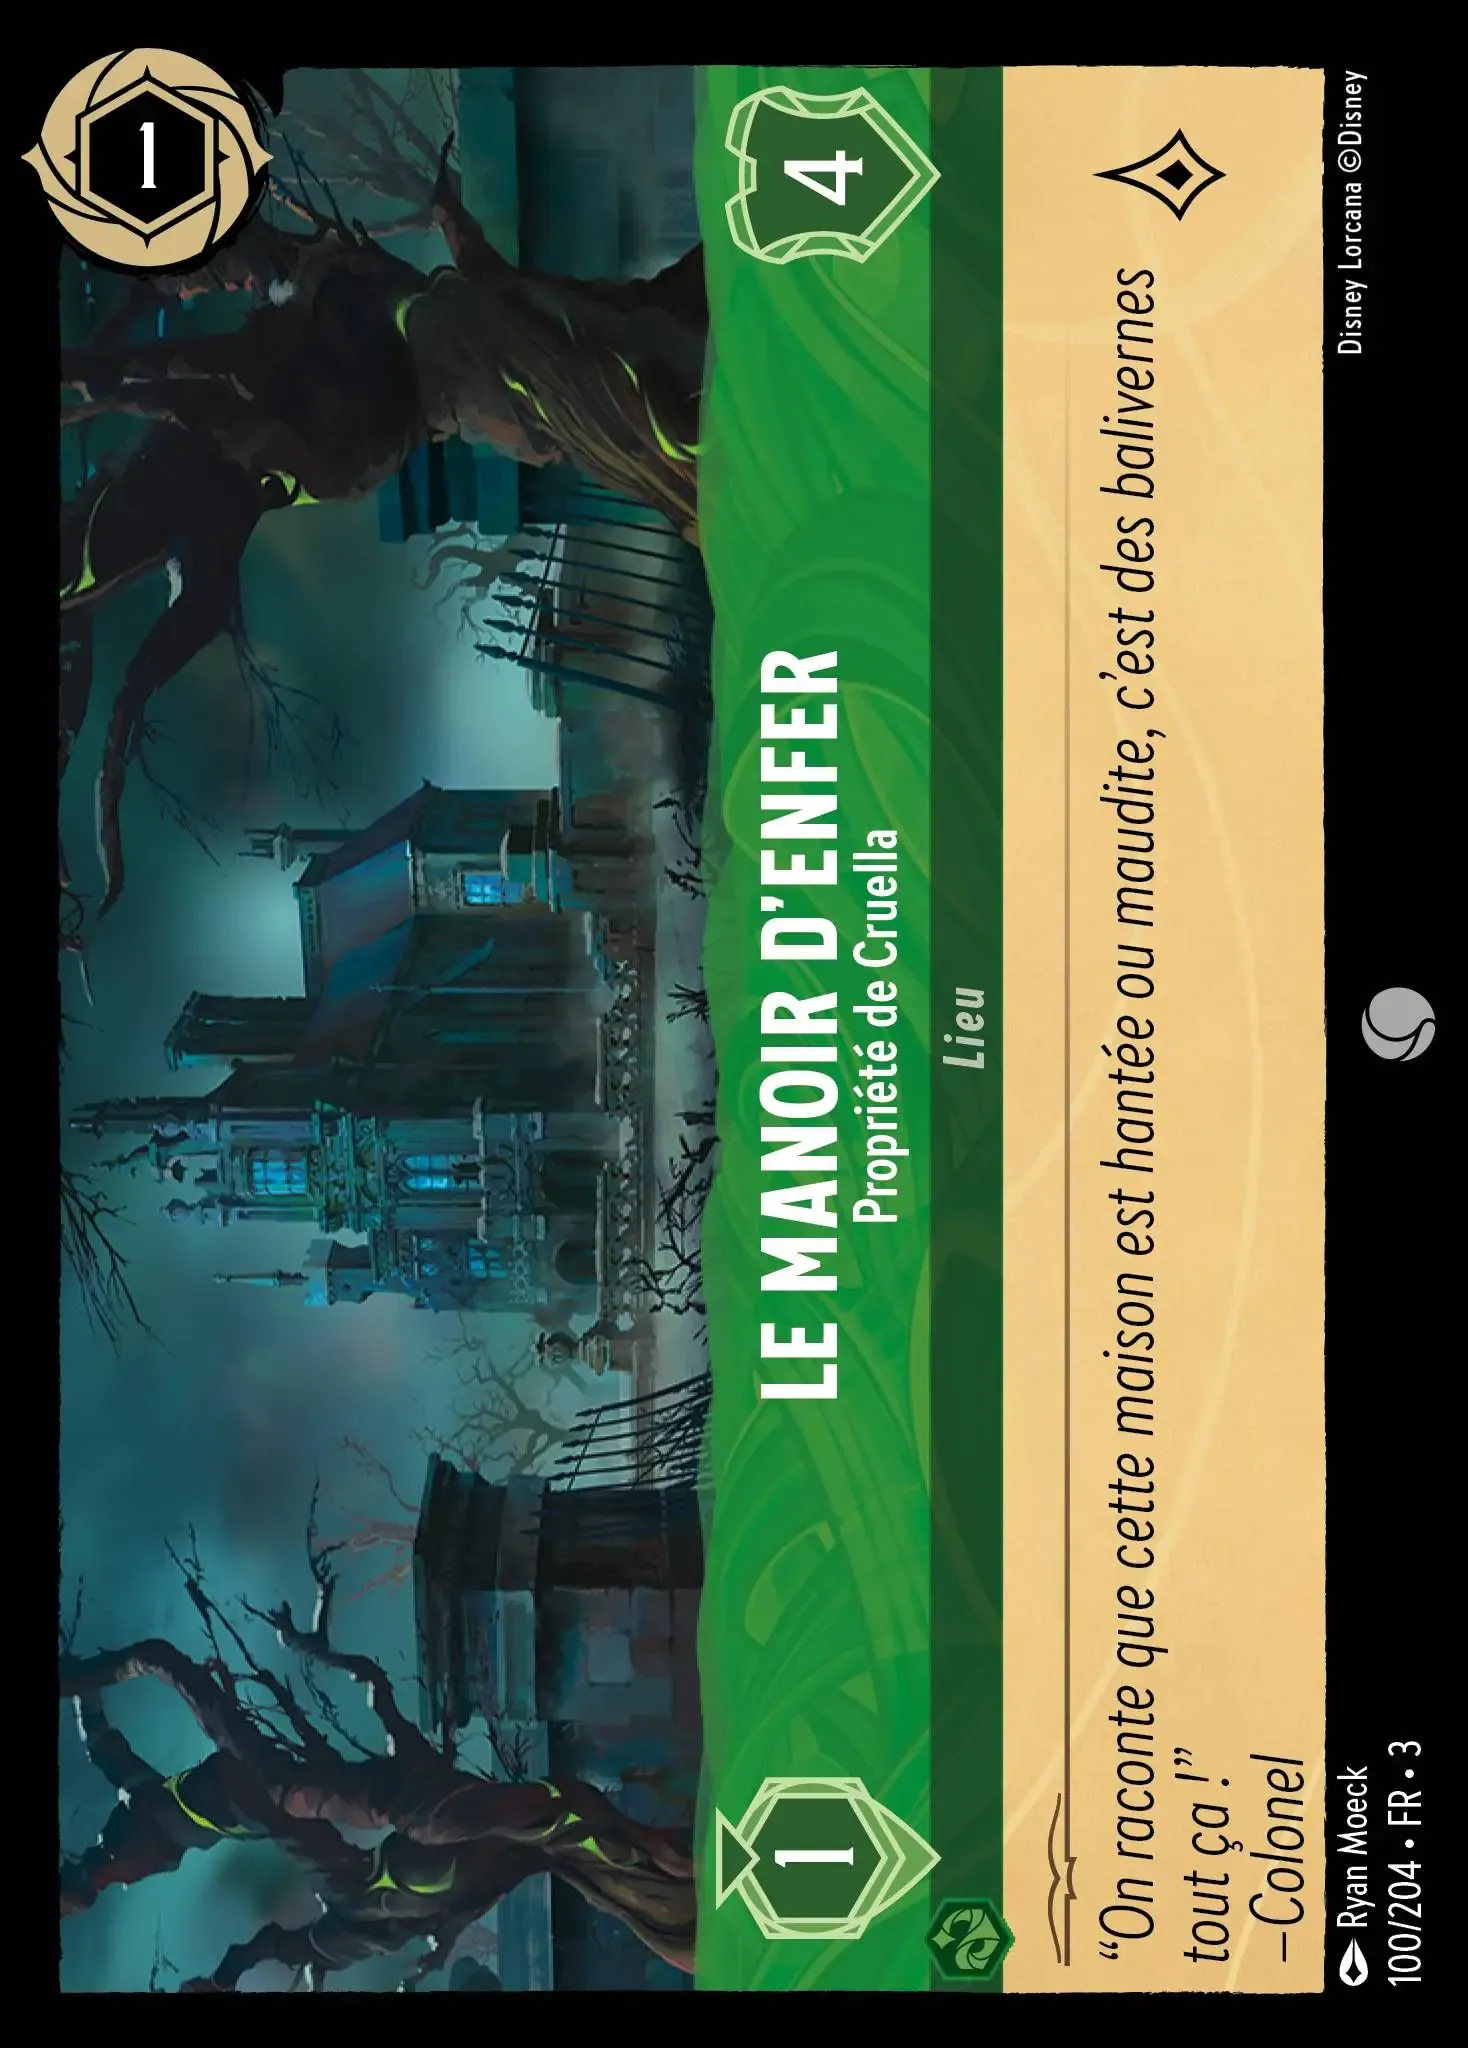 1
1
LE MANOIR D'ENFER
Propriété de Cruella
4
Lieu
“On raconte que cette maison est hantée ou maudite, c'est des balivernes
tout ça !”
–Colonel
Ryan Moeck
100/204 • FR • 3
Disney Lorcana ©Disney